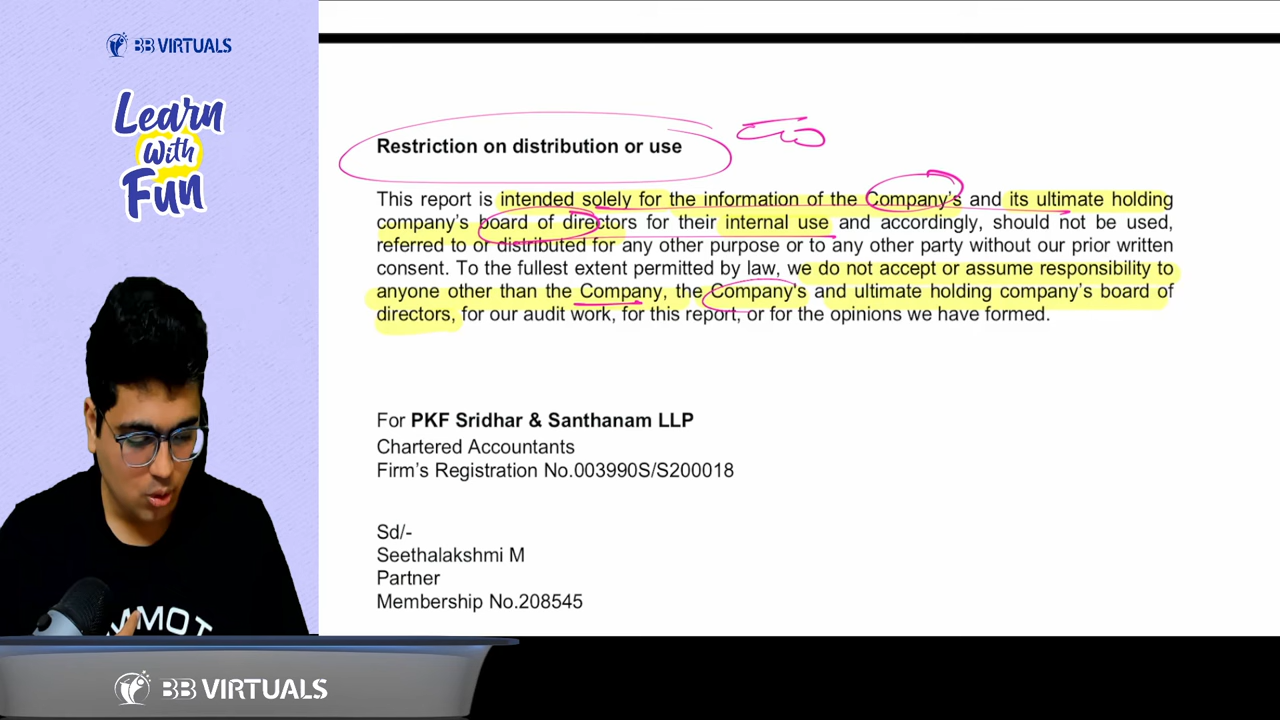 BB VIRTUALS
Learn
With
Fun
Restriction on distribution or use
This report is intended solely for the information of the Company's and its ultimate holding
company's board of directors for their internal use and accordingly, should not be used,
referred to or distributed for any other purpose or to any other party without our prior written
consent. To the fullest extent permitted by law, we do not accept or assume responsibility to
anyone other than the Company, the Company's and ultimate holding company's board of
directors, for our audit work, for this report, or for the opinions we have formed.
For PKF Sridhar & Santhanam LLP
Chartered Accountants
Firm's Registration No.003990S/S200018
Sd/-
Seethalakshmi M
Partner
Membership No.208545
BB VIRTUALS